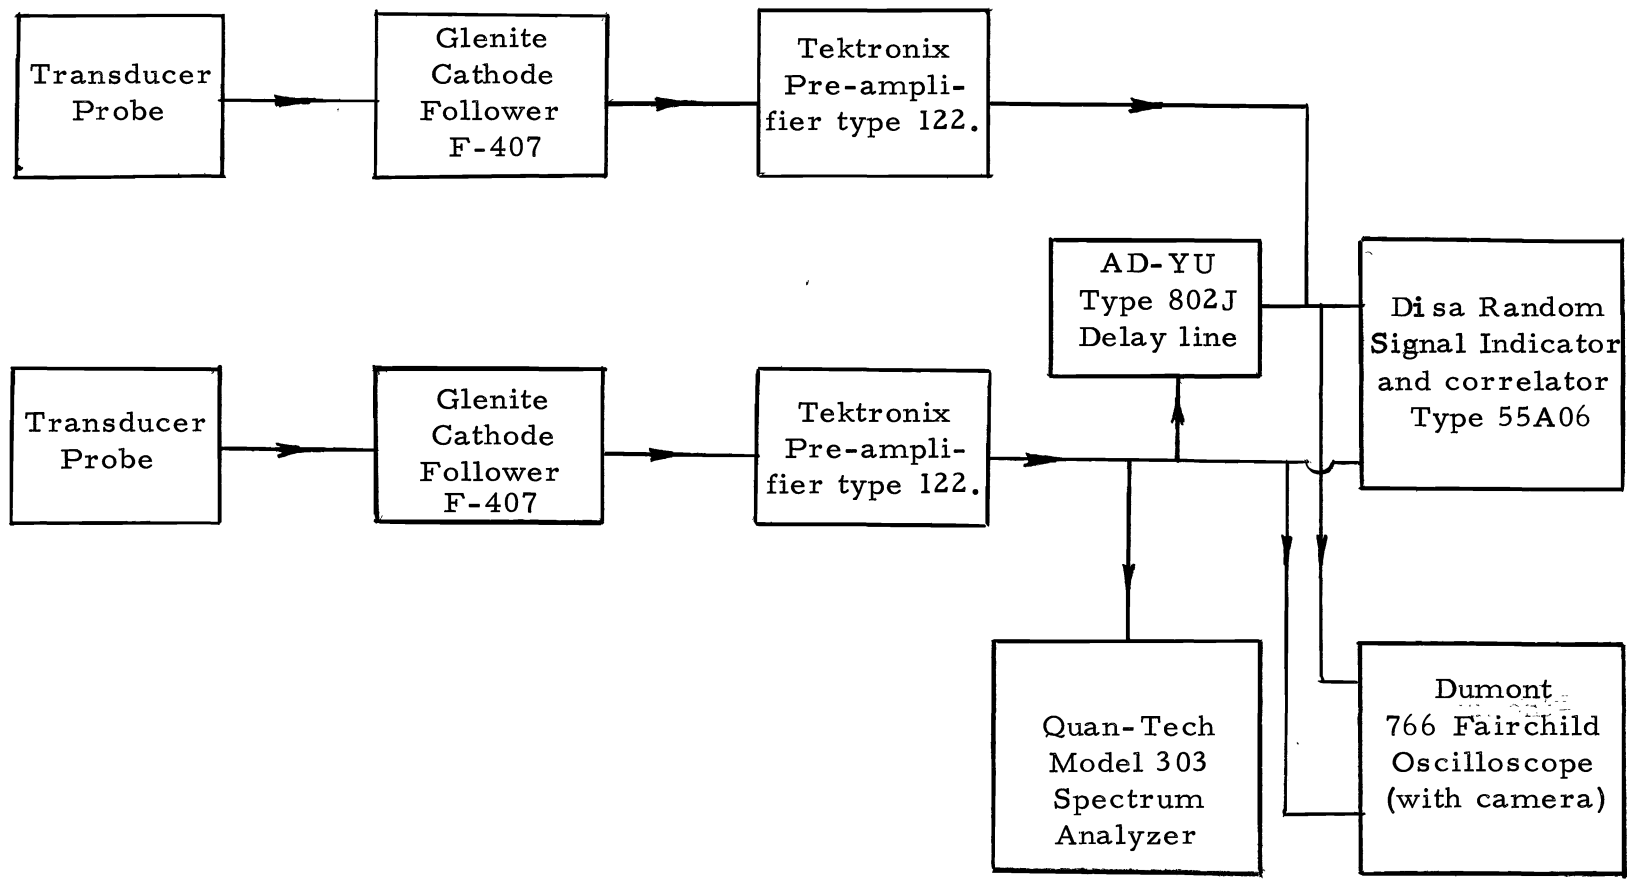 Transducer
Probe
Glenite
Cathode
Follower
F-407
Tektronix
Pre-ampli-
fier type 122.
AD-YU
Type 802J
Delay line
Disa Random
Signal Indicator
and correlator
Type 55A06
Transducer
Probe
Glenite
Cathode
Follower
F-407
Tektronix
Pre-ampli-
fier type 122.
Quan-Tech
Model 303
Spectrum
Analyzer
Dumont
766 Fairchild
Oscilloscope
(with camera)